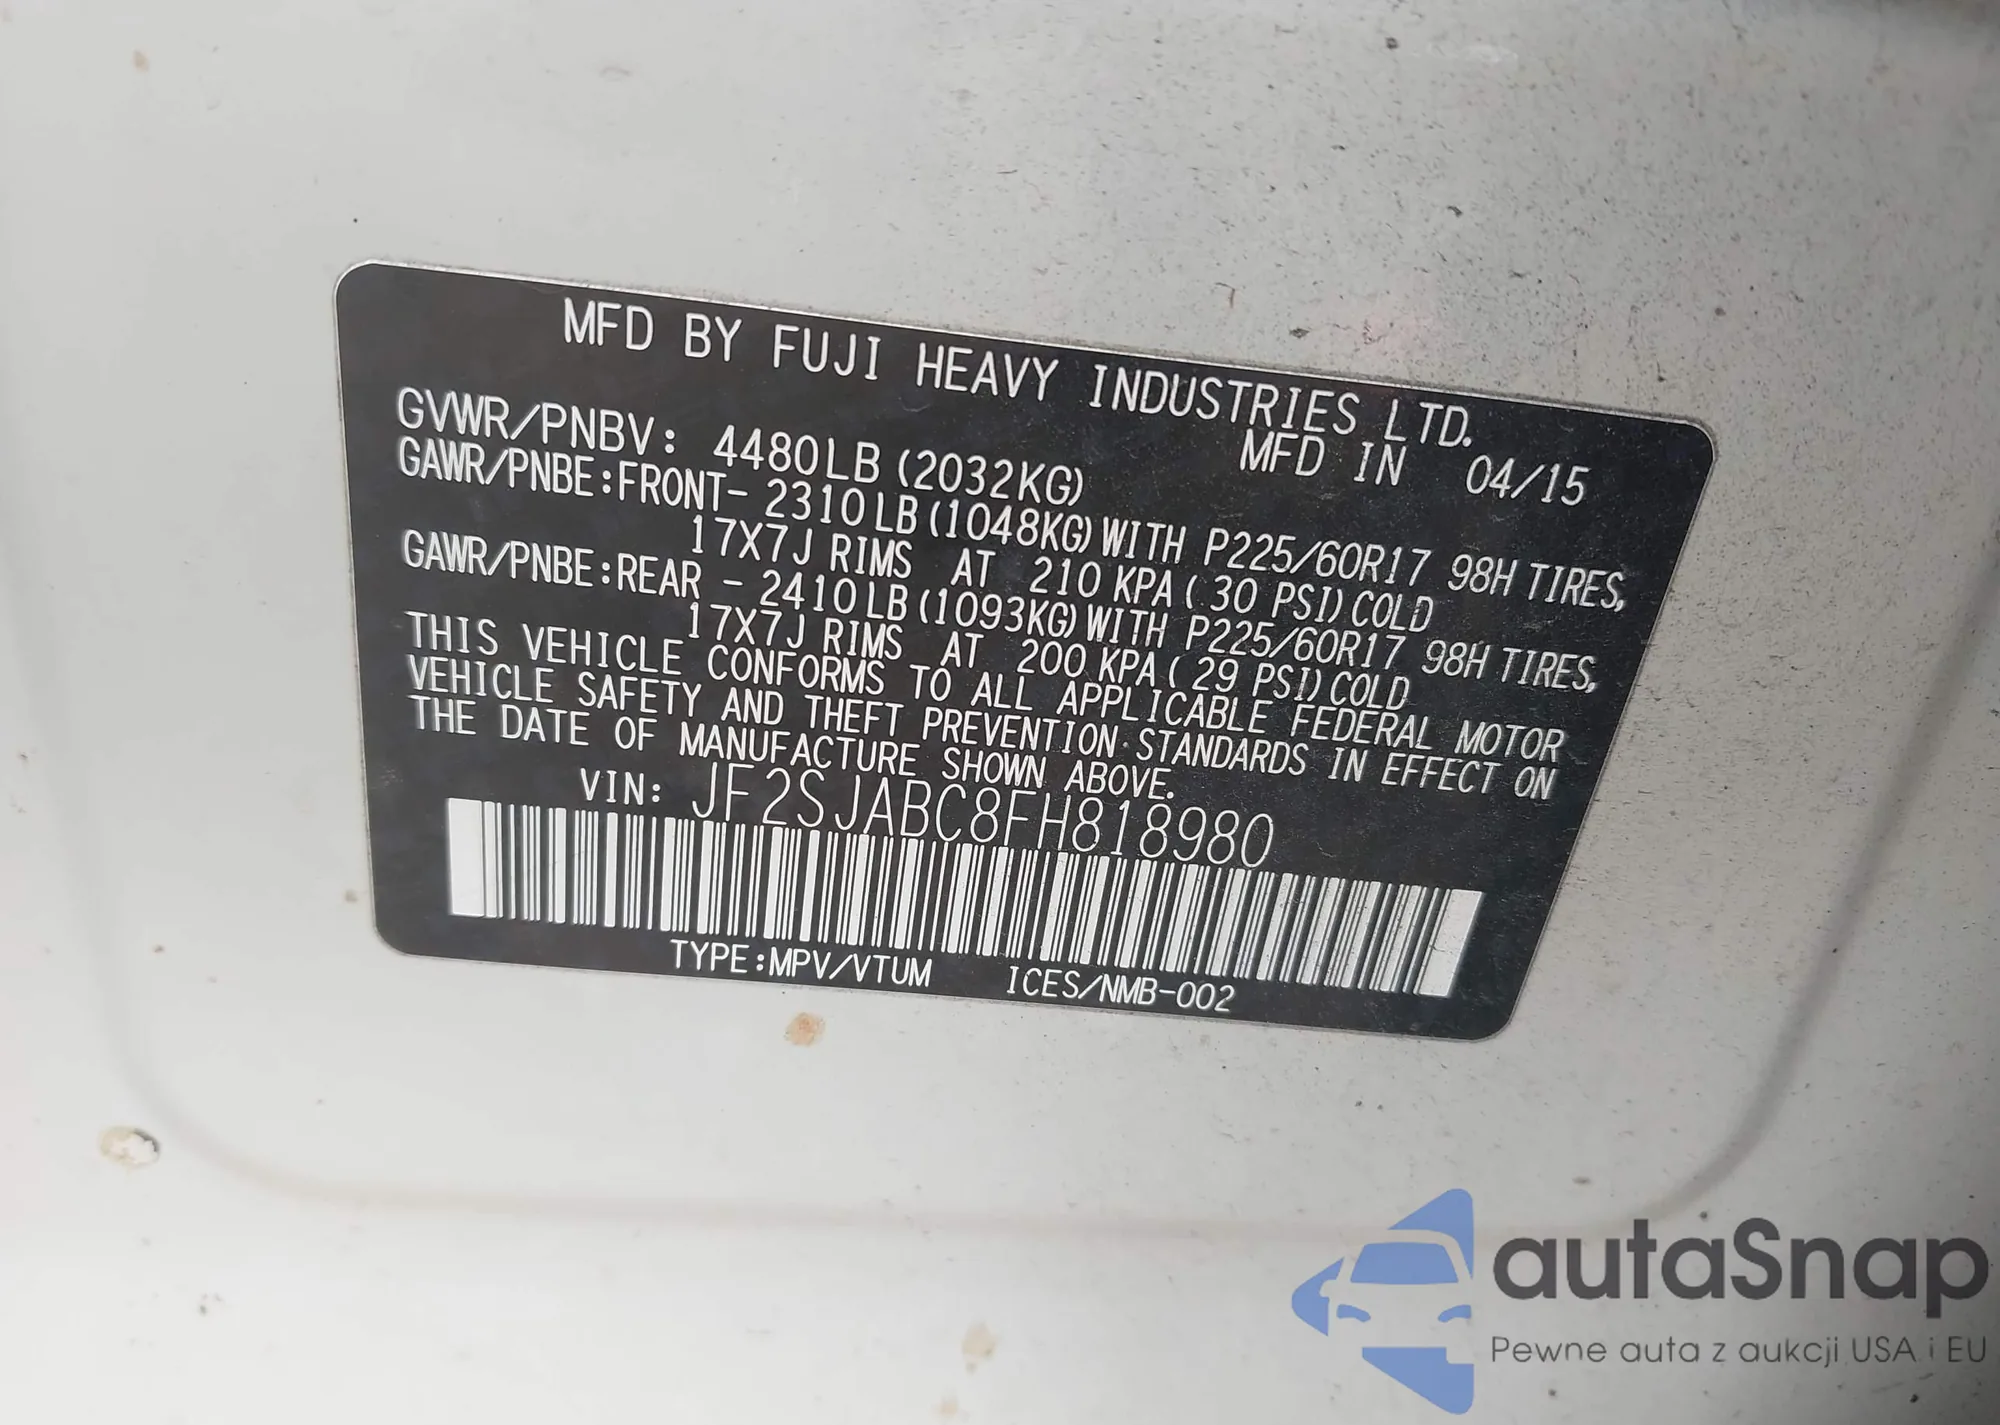 MFD BY FUJI HEAVY INDUSTRIES LTD.
GVWR/PNBV: 4480LB (2032KG) MFD IN 04/15
GAWR/PNBE:FRONT- 2310LB (1048KG) WITH P225/60R17 98H TIRES,
17X7J RIMS AT 210 KPA ( 30 PSI) COLD
GAWR/PNBE:REAR - 2410LB (1093KG) WITH P225/60R17 98H TIRES,
17X7J RIMS AT 200 KPA ( 29 PSI) COLD
THIS VEHICLE CONFORMS TO ALL APPLICABLE FEDERAL MOTOR
VEHICLE SAFETY AND THEFT PREVENTION STANDARDS IN EFFECT ON
THE DATE OF MANUFACTURE SHOWN ABOVE.
VIN: JF2SJABC8FH818980
TYPE:MPV/VTUM ICES/NMB-002
autaSnap
Pewne auta z aukcji USA i EU